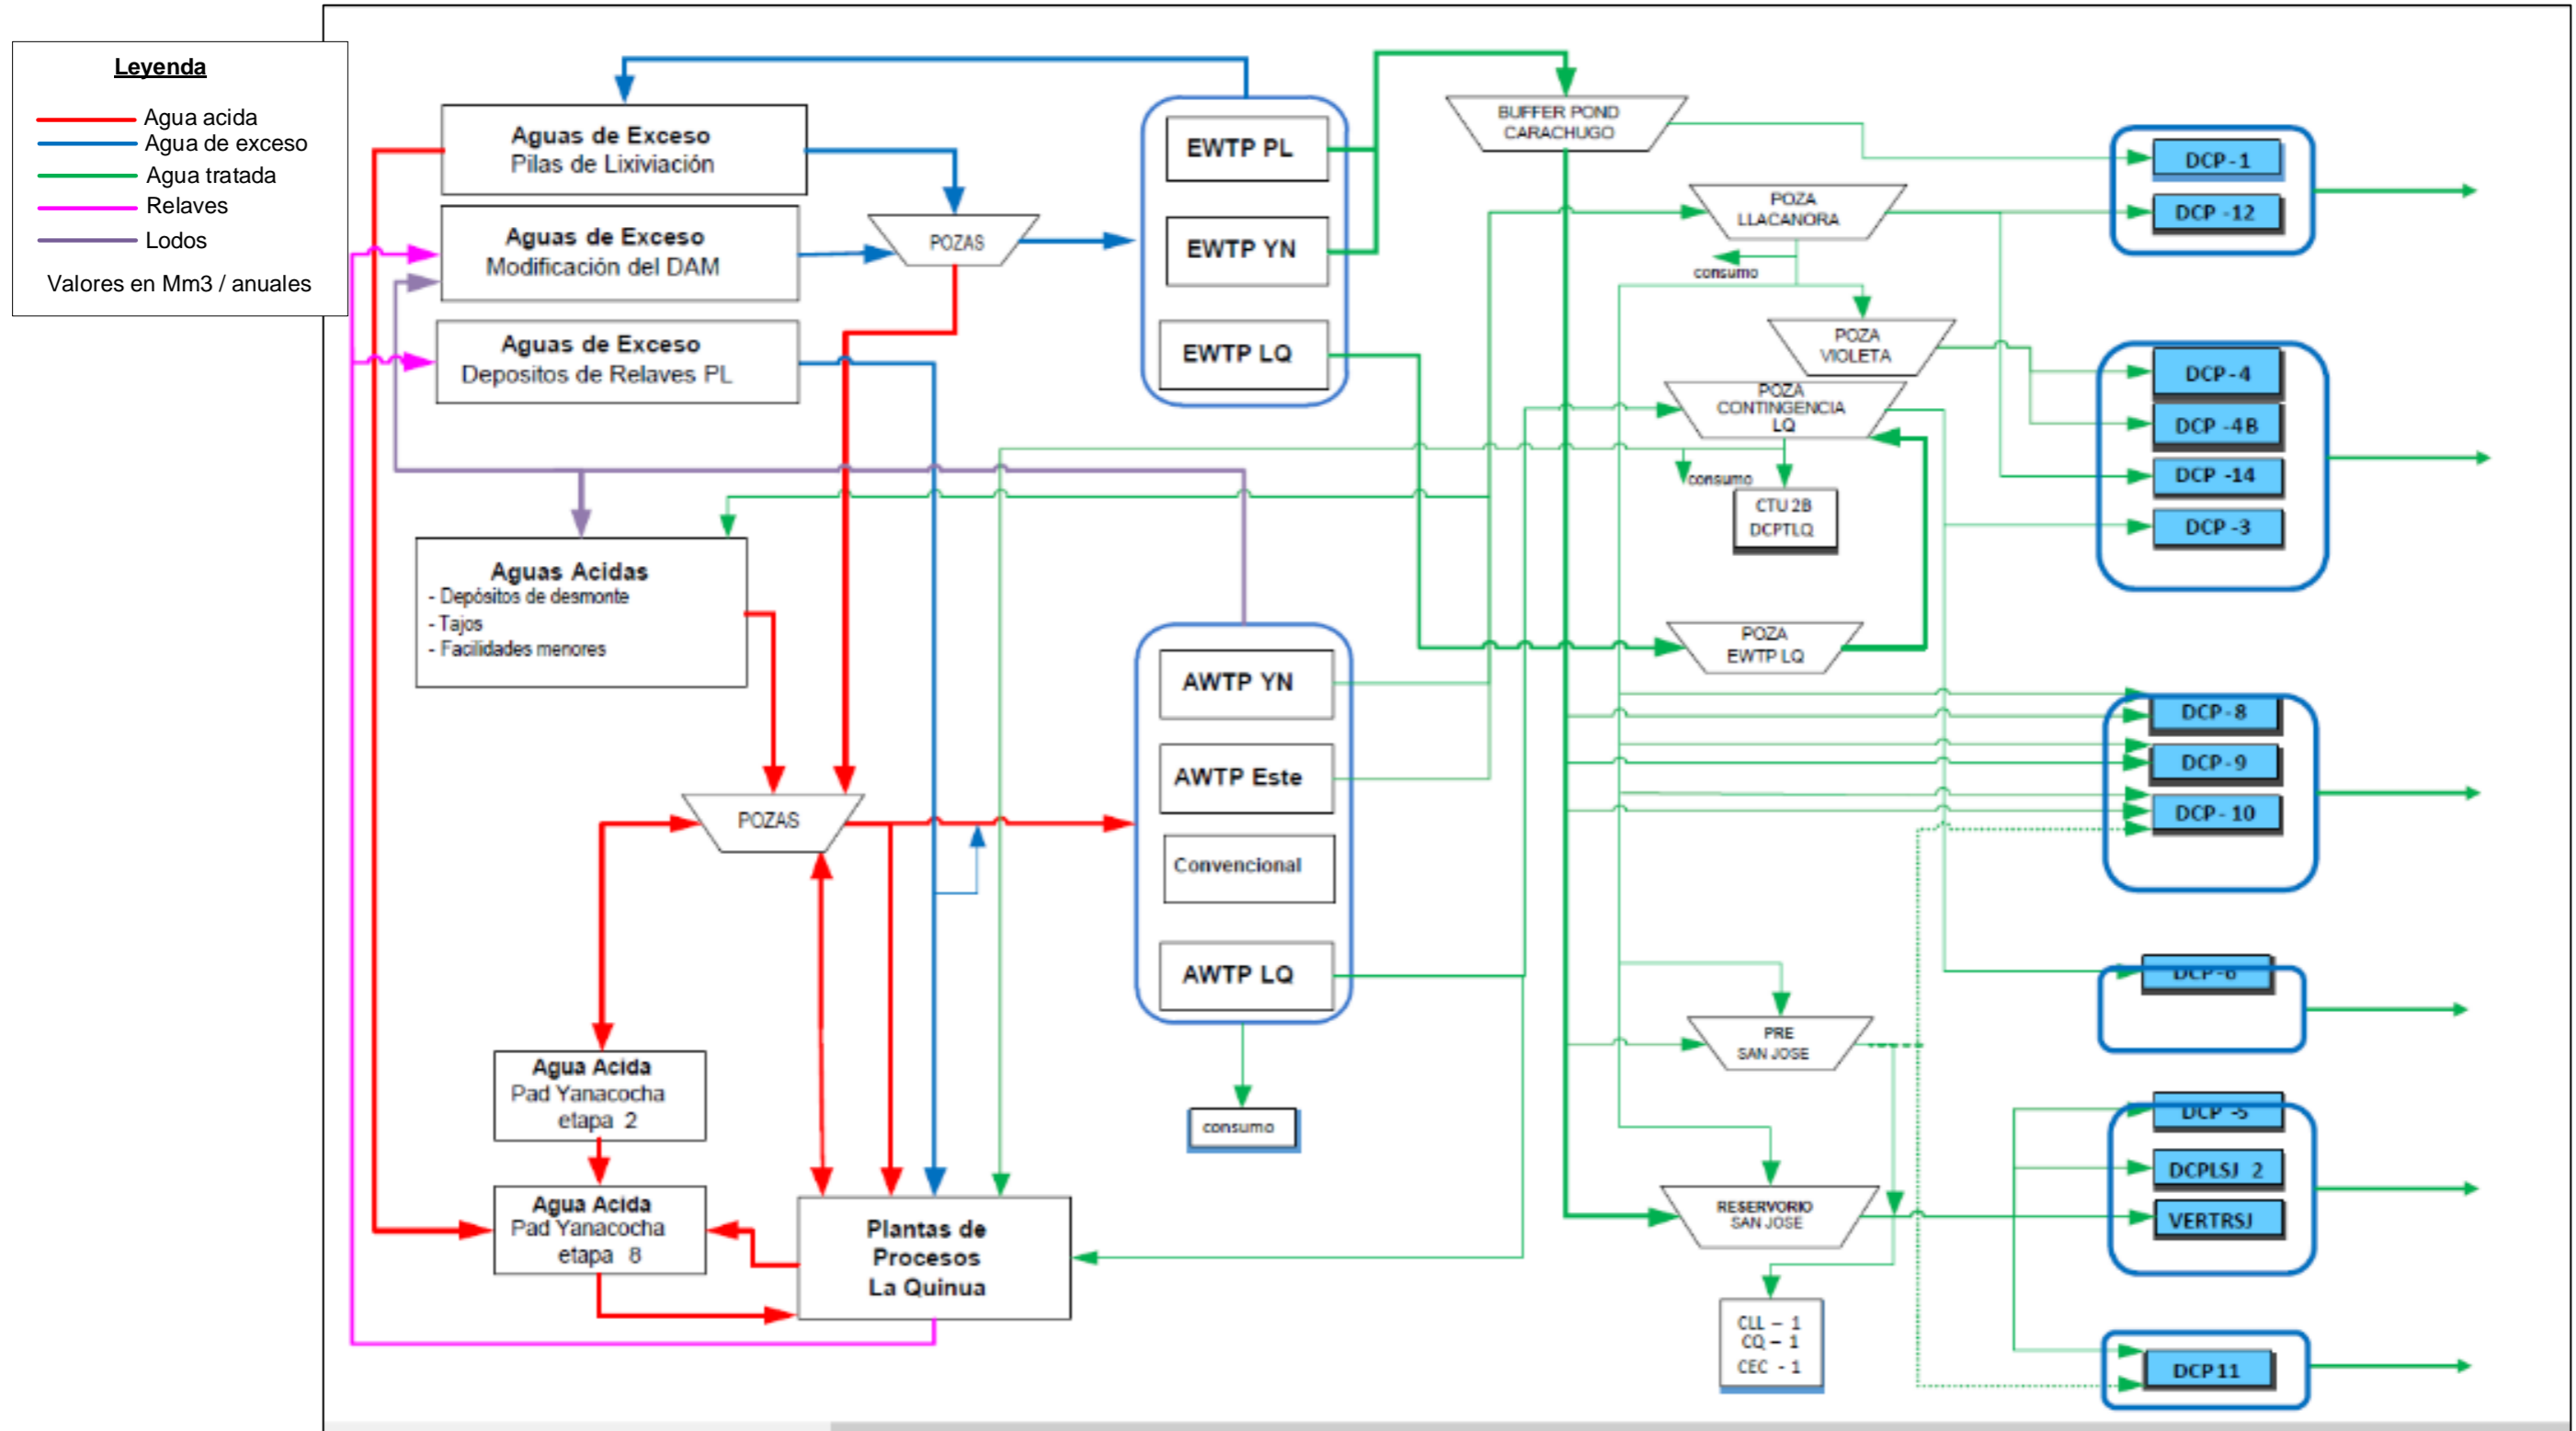 Leyenda
Agua acida
Agua de exceso
Agua tratada
Relaves
Lodos
Valores en Mm3 / anuales
Aguas de Exceso
Pilas de Lixiviación
Aguas de Exceso
Modificación del DAM
Aguas de Exceso
Depositos de Relaves PL
POZAS
Aguas Acidas
- Depósitos de desmonte
- Tajos
- Facilidades menores
POZAS
Agua Acida
Pad Yanacocha
etapa 2
Agua Acida
Pad Yanacocha
etapa 8
Plantas de
Procesos
La Quinua
EWTP PL
EWTP YN
EWTP LQ
AWTP YN
AWTP Este
Convencional
AWTP LQ
consumo
BUFFER POND
CARACHUGO
POZA
LLACANORA
consumo
POZA
VIOLETA
POZA
CONTINGENCIA
LQ
consumo
CTU 2B
DCPTLQ
POZA
EWTP LQ
PRE
SAN JOSE
RESERVORIO
SAN JOSE
CLL – 1
CQ – 1
CEC - 1
DCP - 1
DCP -12
DCP -4
DCP -4B
DCP -14
DCP -3
DCP - 8
DCP -9
DCP - 10
DCP-6
DCP -5
DCPLSJ 2
VERTRSJ
DCP11